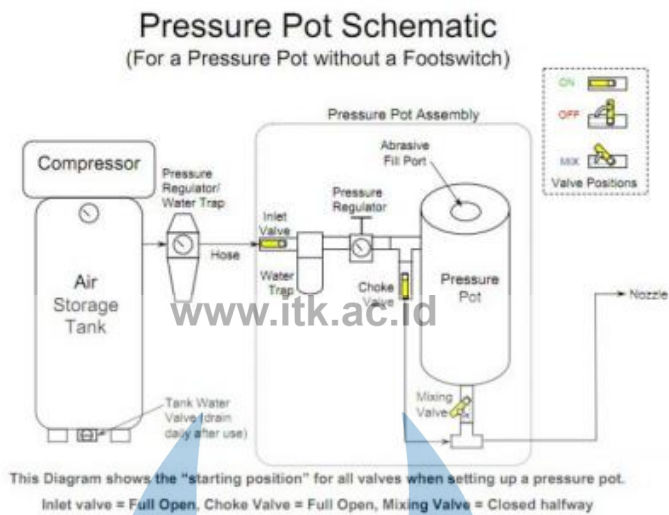 Pressure Pot Schematic
(For a Pressure Pot without a Footswitch)
ON
OFF
MIX
Valve Positions
Pressure Pot Assembly
Compressor
Pressure
Regulator/
Water Trap
Abrasive
Fill Port
Pressure
Regulator
Inlet
Valve
Hose
Water
Trap
Choke
Valve
Pressure
Pot
Air
Storage
Tank
Nozzle
www.itk.ac.id
Mixing
Valve
Tank Water
Valve (drain
daily after use)
This Diagram shows the "starting position" for all valves when setting up a pressure pot.
Inlet valve = Full Open, Choke Valve = Full Open, Mixing Valve = Closed halfway